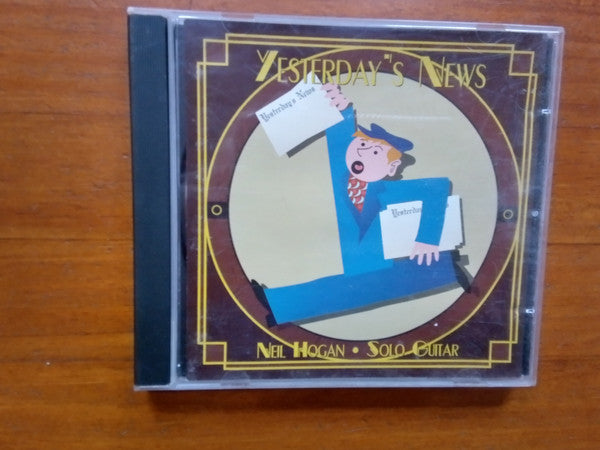 Yesterday"s News
Yesterday's News
Yesterday
Neil Hogan • Solo Guitar